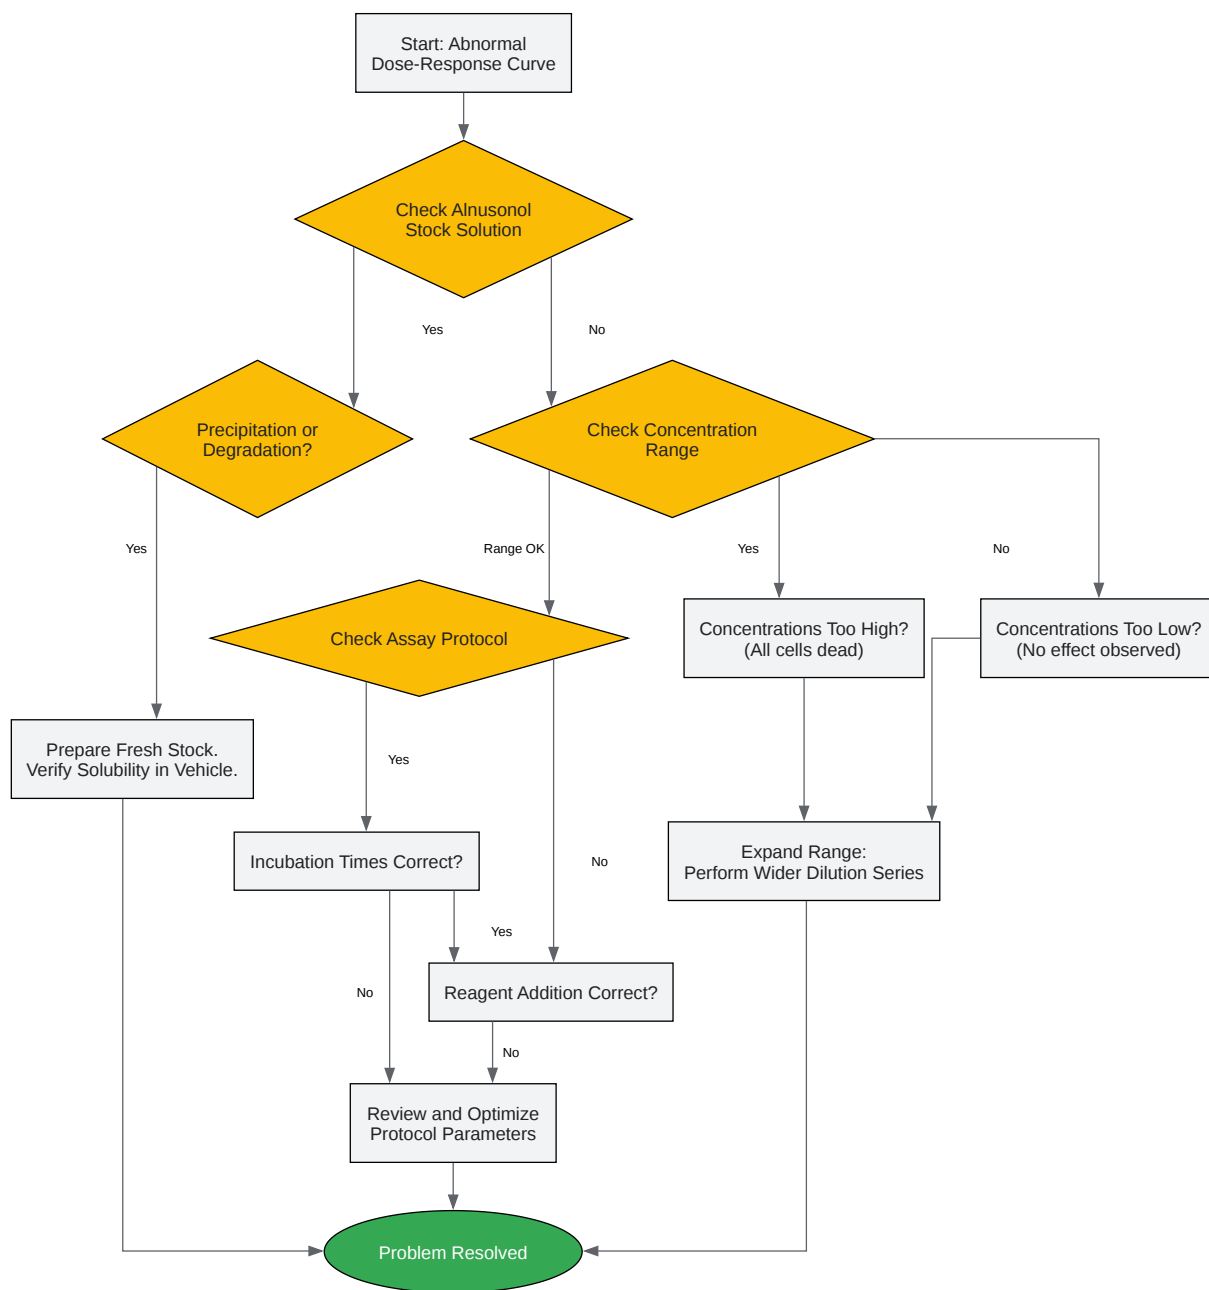 Start: Abnormal
Dose-Response Curve
Check Alnusonol
Stock Solution
Yes
No
Precipitation or
Degradation?
Check Concentration
Range
Yes
Range OK
Yes
No
Concentrations Too High?
(All cells dead)
Concentrations Too Low?
(No effect observed)
Check Assay Protocol
Prepare Fresh Stock.
Verify Solubility in Vehicle.
Yes
No
Incubation Times Correct?
Expand Range:
Perform Wider Dilution Series
Yes
No
Reagent Addition Correct?
No
Review and Optimize
Protocol Parameters
Problem Resolved